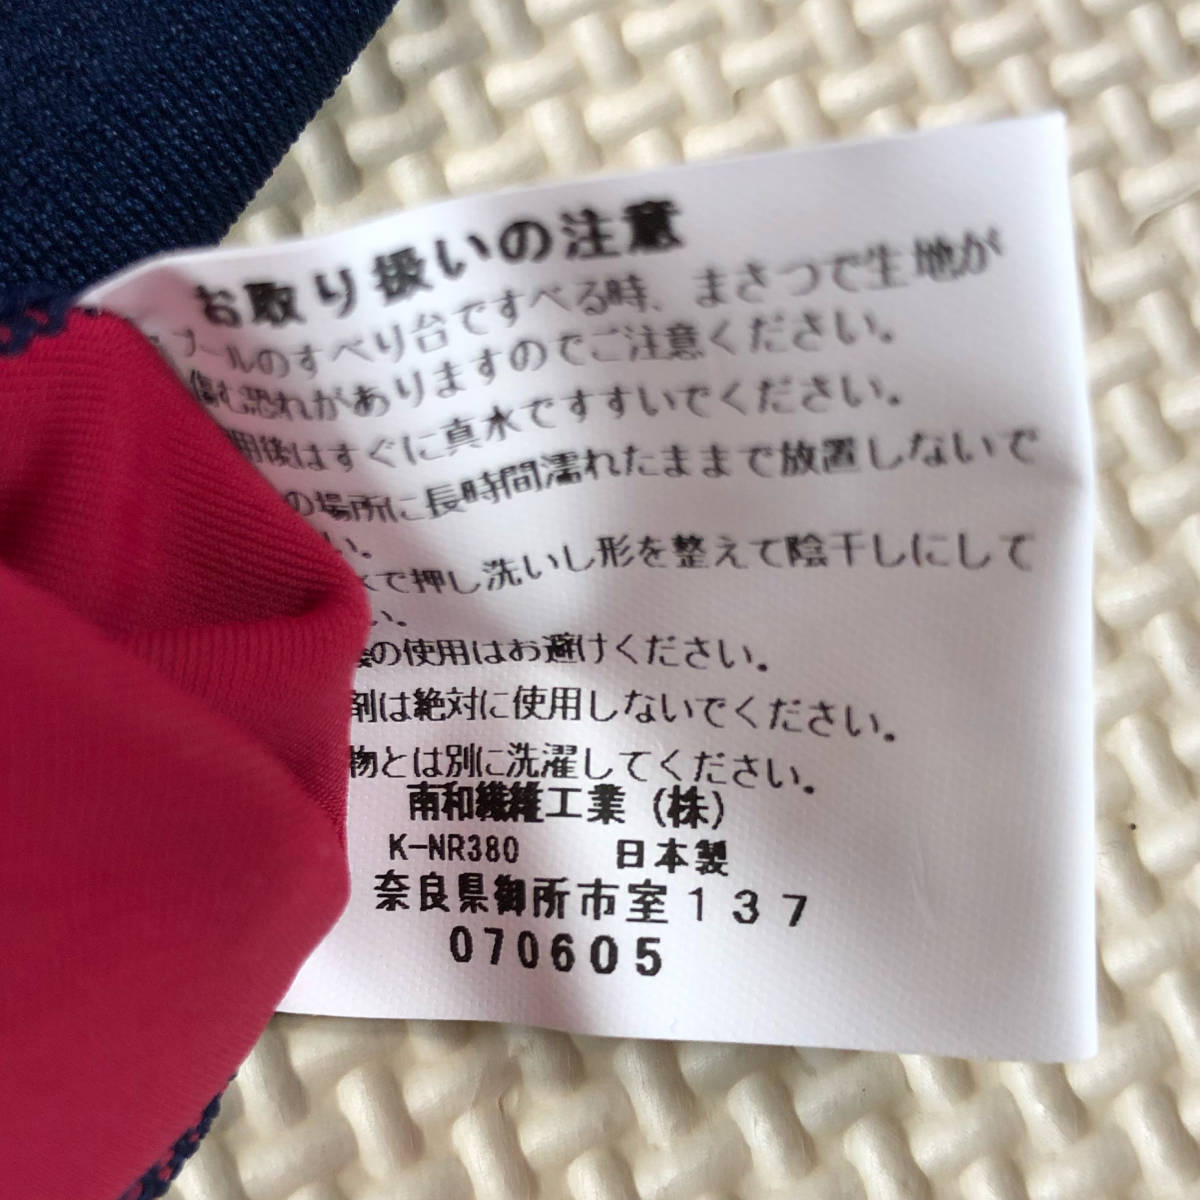 お取り扱いの注意
プールのすべり台ですべる時、まさつで生地が
傷む恐れがありますのでご注意ください。
用後はすぐに真水ですすいでください。
の場所に長時間濡れたままで放置しないで
い。
で押し洗いし形を整えて陰干しにして
い。
の使用はお避けください。
剤は絶対に使用しないでください。
物とは別に洗濯してください。
南和繊維工業(株)
K-NR380 日本製
奈良県御所市室137
070605